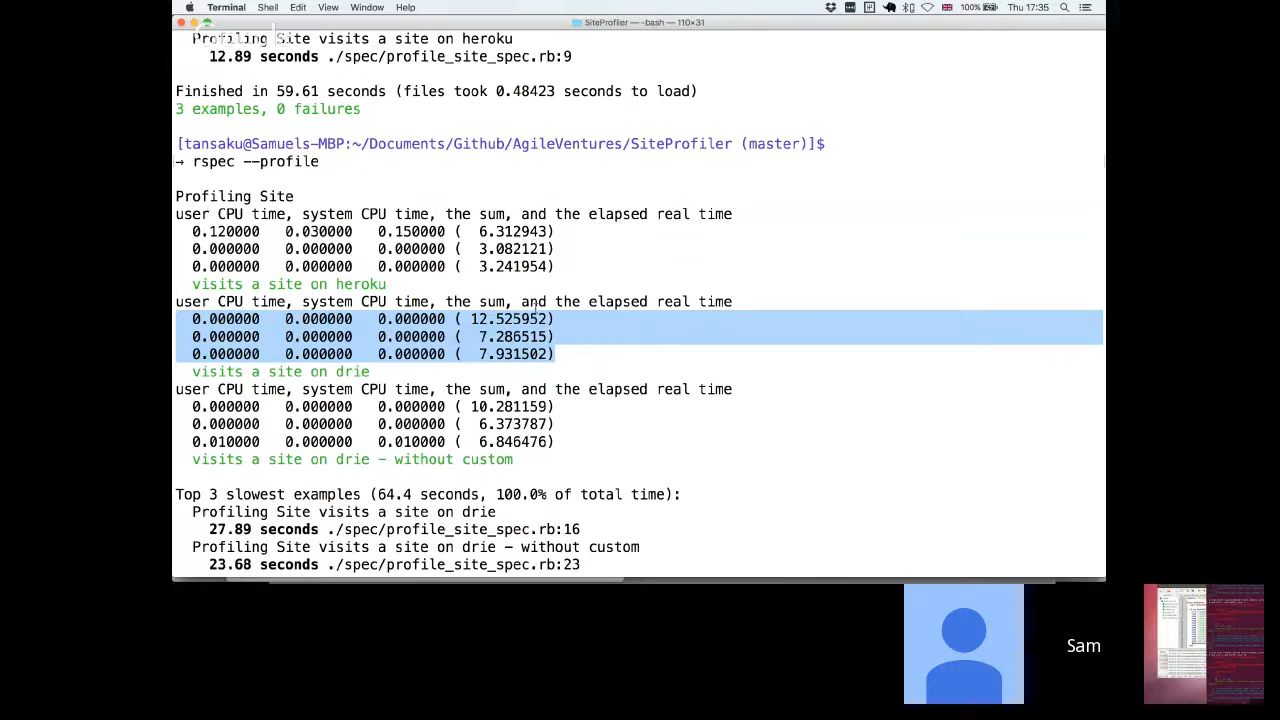 Terminal Shell Edit View Window Help 100% Thu 17:35
SiteProfiler — -bash — 110×31
Profiling Site visits a site on heroku
12.89 seconds ./spec/profile_site_spec.rb:9
Finished in 59.61 seconds (files took 0.48423 seconds to load)
3 examples, 0 failures
[tansaku@Samuels-MBP:~/Documents/Github/AgileVentures/SiteProfiler (master)]$
→ rspec --profile
Profiling Site
user CPU time, system CPU time, the sum, and the elapsed real time
0.120000 0.030000 0.150000 ( 6.312943)
0.000000 0.000000 0.000000 ( 3.082121)
0.000000 0.000000 0.000000 ( 3.241954)
visits a site on heroku
user CPU time, system CPU time, the sum, and the elapsed real time
0.000000 0.000000 0.000000 ( 12.525952)
0.000000 0.000000 0.000000 ( 7.286515)
0.000000 0.000000 0.000000 ( 7.931502)
visits a site on drie
user CPU time, system CPU time, the sum, and the elapsed real time
0.000000 0.000000 0.000000 ( 10.281159)
0.000000 0.000000 0.000000 ( 6.373787)
0.010000 0.000000 0.010000 ( 6.846476)
visits a site on drie - without custom
Top 3 slowest examples (64.4 seconds, 100.0% of total time):
Profiling Site visits a site on drie
27.89 seconds ./spec/profile_site_spec.rb:16
Profiling Site visits a site on drie - without custom
23.68 seconds ./spec/profile_site_spec.rb:23
Sam